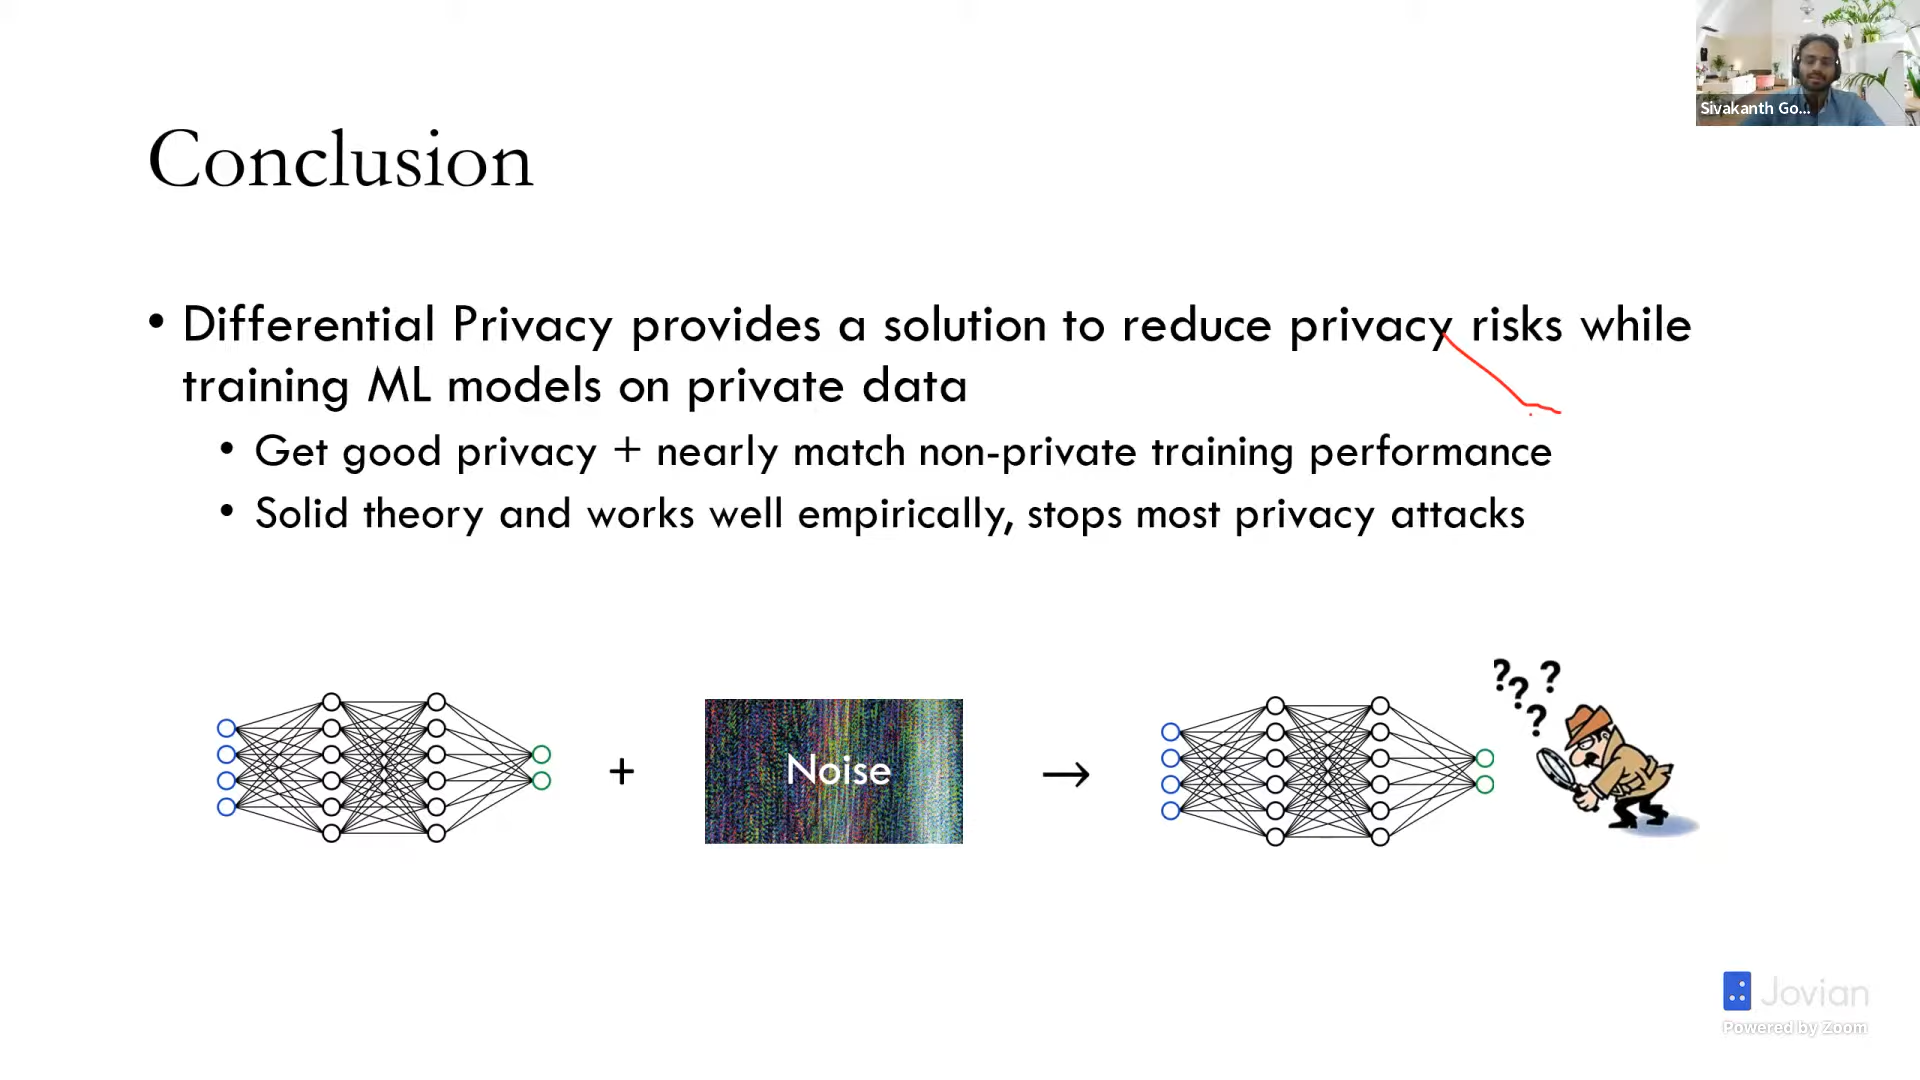 Sivakanth Go...
Conclusion
• Differential Privacy provides a solution to reduce privacy risks while
training ML models on private data
• Get good privacy + nearly match non-private training performance
• Solid theory and works well empirically, stops most privacy attacks
? ? ? ?
+
Noise
→
Jovian
Powered by Zoom